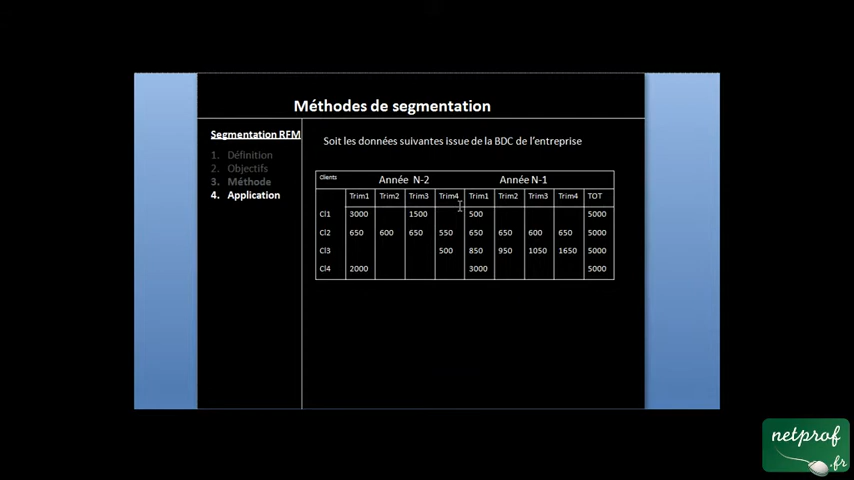 Méthodes de segmentation
Segmentation RFM
1. Définition
2. Objectifs
3. Méthode
4. Application
Soit les données suivantes issue de la BDC de l'entreprise
Clients Année N-2 Année N-1
Trim1 Trim2 Trim3 Trim4 Trim1 Trim2 Trim3 Trim4 TOT
Cl1 3000 1500 500 5000
Cl2 650 600 650 550 650 650 600 650 5000
Cl3 500 850 950 1050 1650 5000
Cl4 2000 3000 5000
netprof
.fr